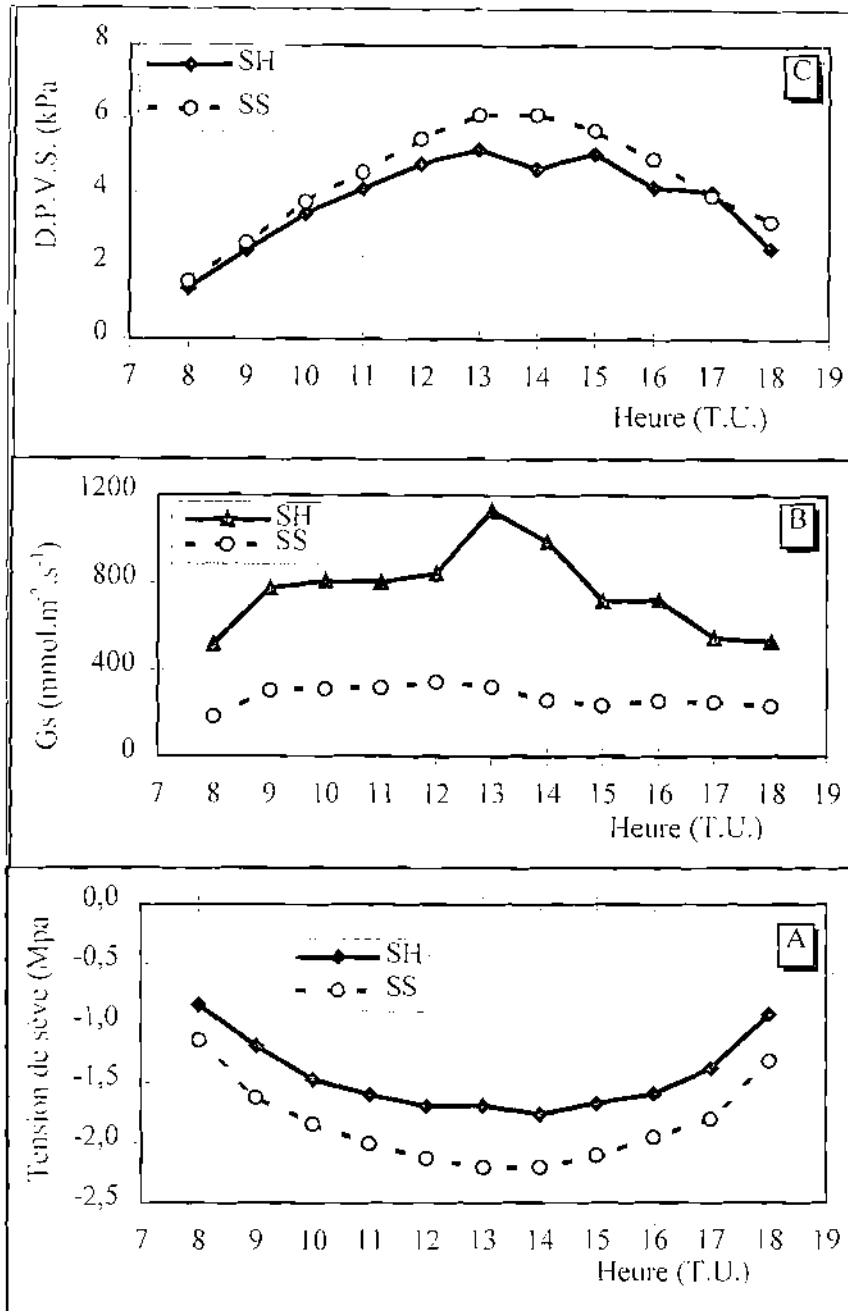 8
6
4
2
0
D.P.V.S. (kPa
SH
SS
C
7 8 9 10 11 12 13 14 15 16 17 18 19
Heure (T.U.)
1200
800
400
0
Gs (mmol.m⁻².s⁻¹)
SH
SS
B
7 8 9 10 11 12 13 14 15 16 17 18 19
Heure (T.U.)
0,0
-0,5
-1,0
-1,5
-2,0
-2,5
Tension de sève (Mpa
SH
SS
A
7 8 9 10 11 12 13 14 15 16 17 18 19
Heure (T.U.)